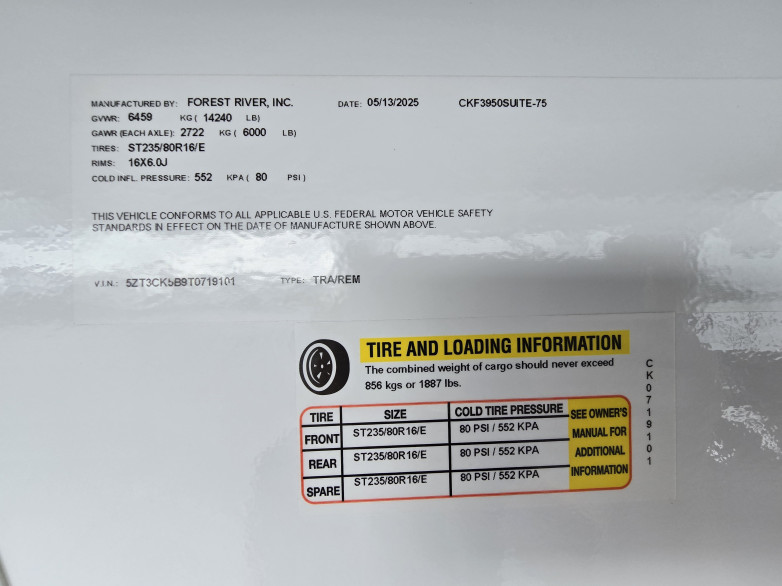 MANUFACTURED BY: FOREST RIVER, INC. DATE: 05/13/2025 CKF3950SUITE-75
GVWR: 6459 KG ( 14240 LB)
GAWR (EACH AXLE): 2722 KG ( 6000 LB)
TIRES: ST235/80R16/E
RIMS: 16X6.0J
COLD INFL. PRESSURE: 552 KPA ( 80 PSI )
THIS VEHICLE CONFORMS TO ALL APPLICABLE U.S. FEDERAL MOTOR VEHICLE SAFETY
STANDARDS IN EFFECT ON THE DATE OF MANUFACTURE SHOWN ABOVE.
V.I.N.: 5ZT3CK5B9T0719101 TYPE: TRA/REM
TIRE AND LOADING INFORMATION
The combined weight of cargo should never exceed
856 kgs or 1887 lbs.
TIRE SIZE COLD TIRE PRESSURE
FRONT ST235/80R16/E 80 PSI / 552 KPA
REAR ST235/80R16/E 80 PSI / 552 KPA
SPARE ST235/80R16/E 80 PSI / 552 KPA
SEE OWNER'S
MANUAL FOR
ADDITIONAL
INFORMATION
CK0719101